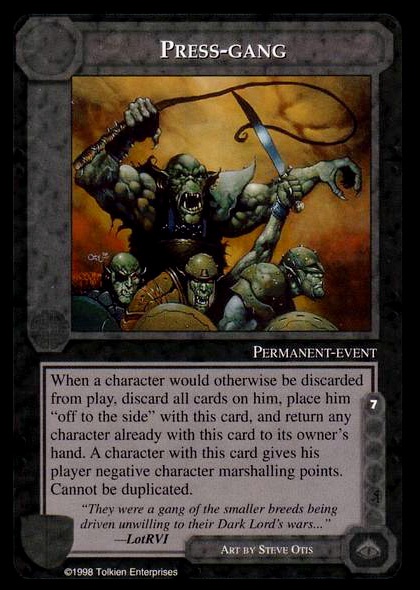 PRESS-GANG
PERMANENT-EVENT
When a character would otherwise be discarded
from play, discard all cards on him, place him
"off to the side" with this card, and return any
character already with this card to its owner's
hand. A character with this card gives his
player negative character marshalling points.
Cannot be duplicated.
7
"They were a gang of the smaller breeds being
driven unwilling to their Dark Lord's wars..."
—LotRVI
ART BY STEVE OTIS
©1998 Tolkien Enterprises